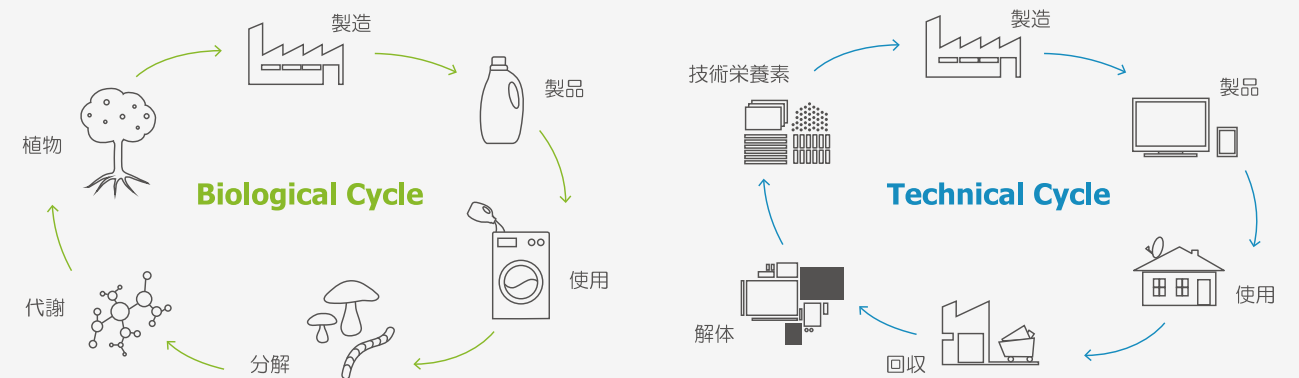 製造
製品
植物
Biological Cycle
使用
代謝
分解
製造
技術栄養素
製品
Technical Cycle
使用
解体
回収